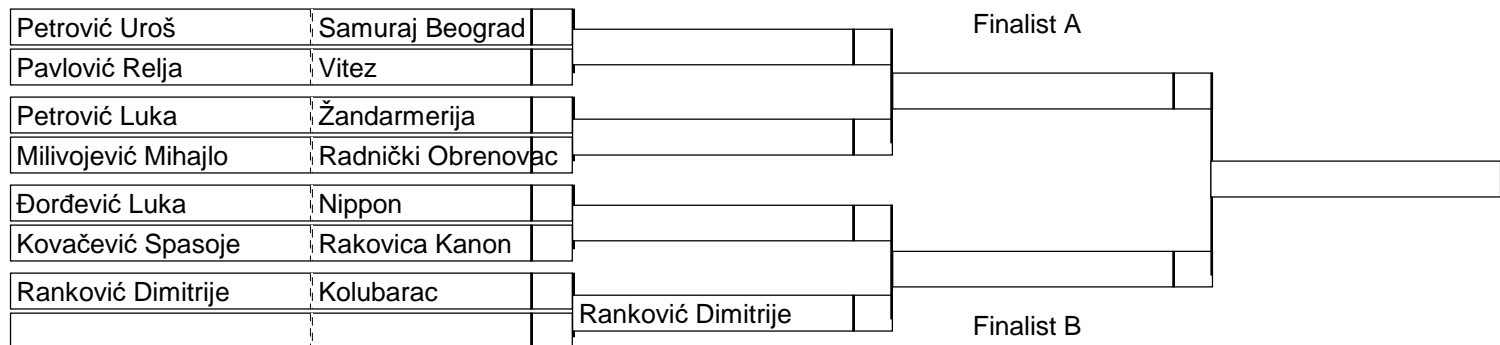 Petrović Uroš Samuraj Beograd
Finalist A
Pavlović Relja Vitez
Petrović Luka Žandarmerija
Milivojević Mihajlo Radnički Obrenovac
Đorđević Luka Nippon
Kovačević Spasoje Rakovica Kanon
Ranković Dimitrije Kolubarac
Ranković Dimitrije
Finalist B